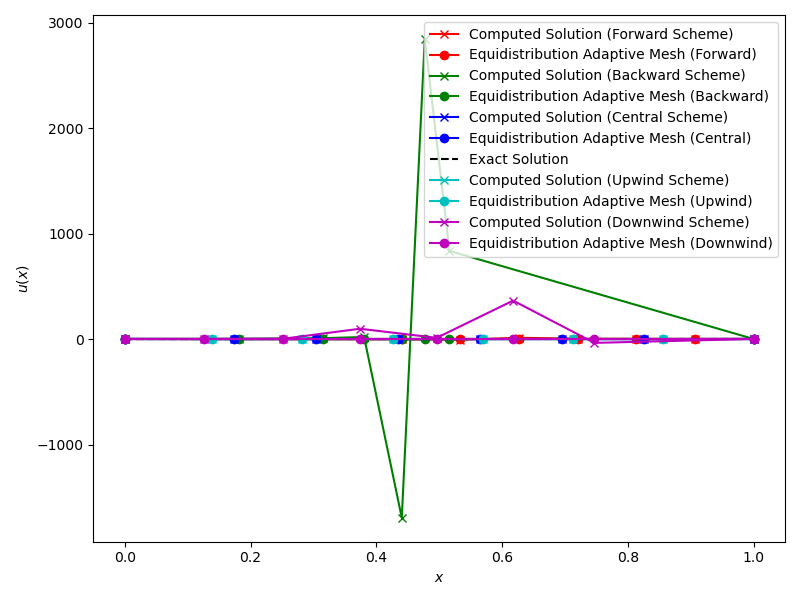 3000
2000
1000
0
−1000
u(x)
0.0
0.2
0.4
0.6
0.8
1.0
x
Computed Solution (Forward Scheme)
Equidistribution Adaptive Mesh (Forward)
Computed Solution (Backward Scheme)
Equidistribution Adaptive Mesh (Backward)
Computed Solution (Central Scheme)
Equidistribution Adaptive Mesh (Central)
Exact Solution
Computed Solution (Upwind Scheme)
Equidistribution Adaptive Mesh (Upwind)
Computed Solution (Downwind Scheme)
Equidistribution Adaptive Mesh (Downwind)